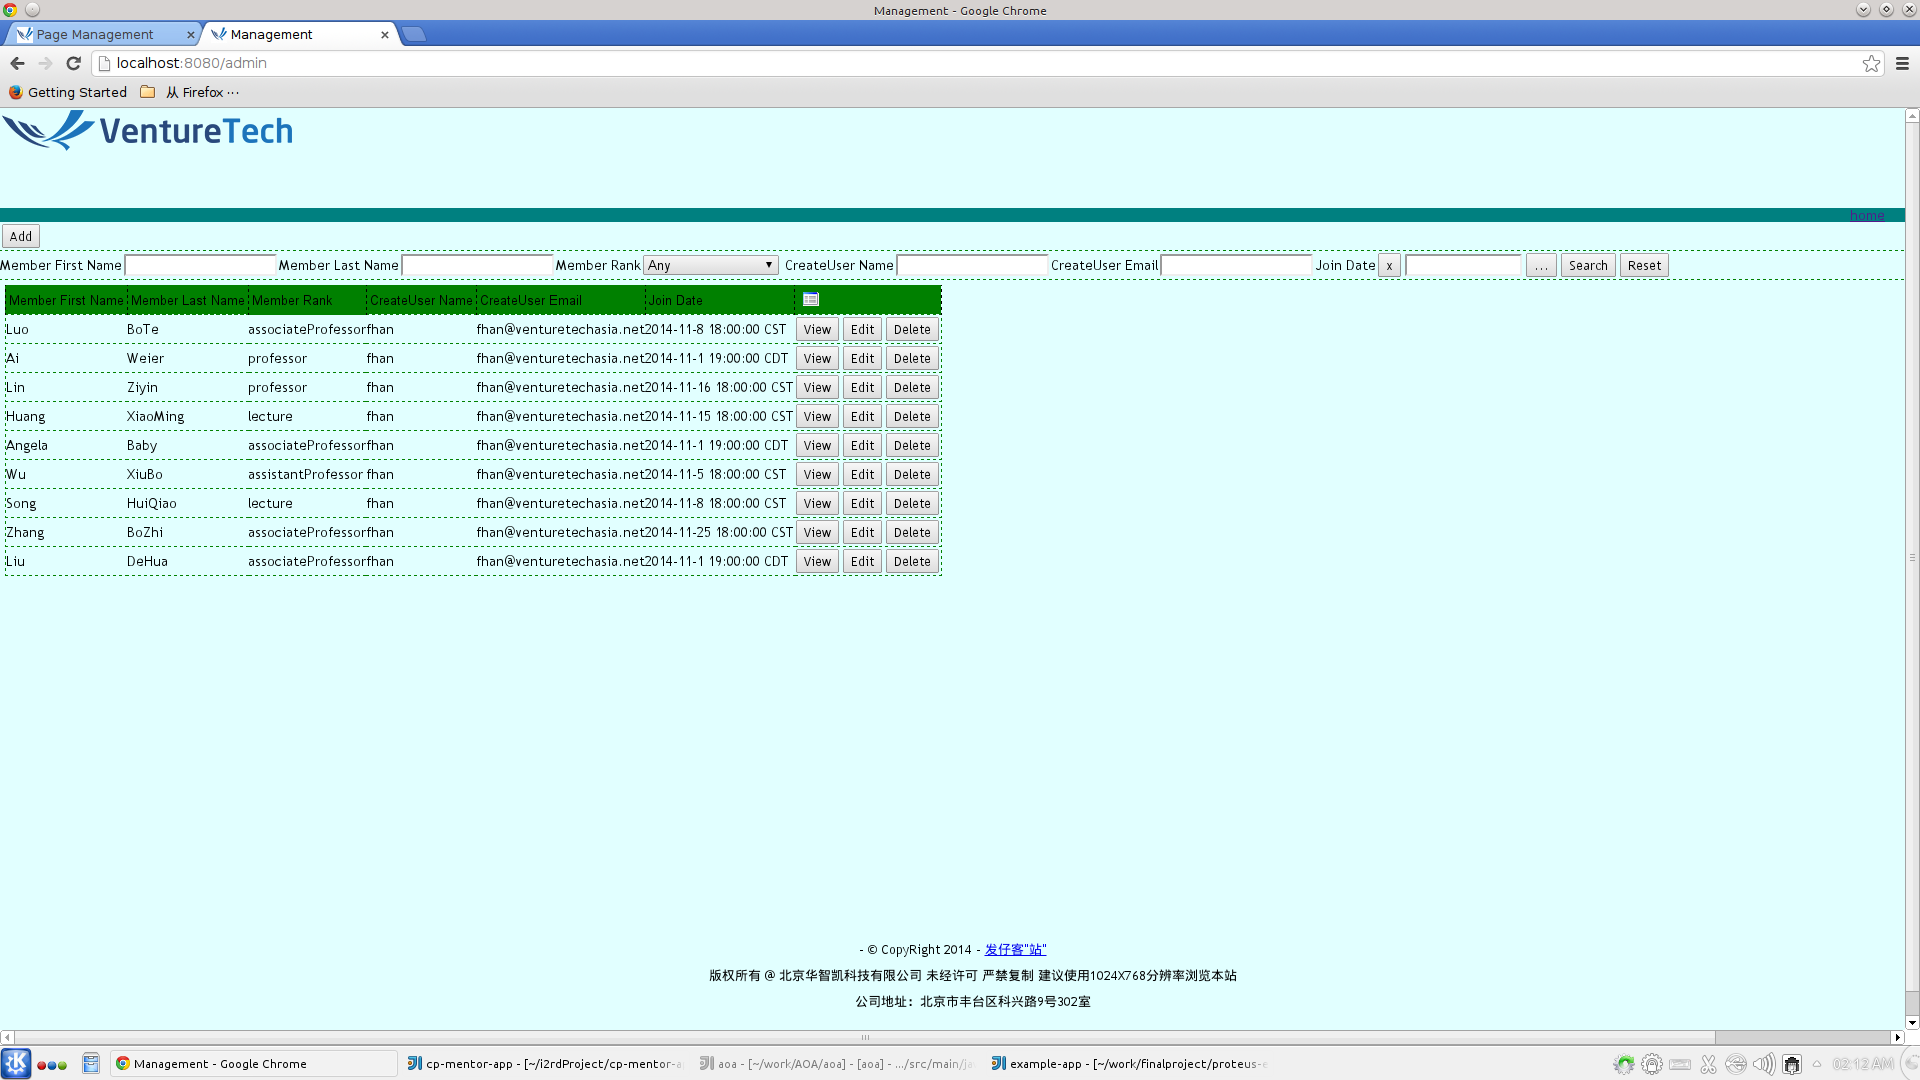 Management - Google Chrome
Page Management
Management
localhost:8080/admin
Getting Started
从 Firefox ···
VentureTech
home
Add
Member First Name Member Last Name Member Rank Any CreateUser Name CreateUser Email Join Date x ... Search Reset
Member First Name Member Last Name Member Rank CreateUser Name CreateUser Email Join Date
Luo BoTe associateProfessor fhan fhan@venturetechasia.net 2014-11-8 18:00:00 CST View Edit Delete
Ai Weier professor fhan fhan@venturetechasia.net 2014-11-1 19:00:00 CDT View Edit Delete
Lin Ziyin professor fhan fhan@venturetechasia.net 2014-11-16 18:00:00 CST View Edit Delete
Huang XiaoMing lecture fhan fhan@venturetechasia.net 2014-11-15 18:00:00 CST View Edit Delete
Angela Baby associateProfessor fhan fhan@venturetechasia.net 2014-11-1 19:00:00 CDT View Edit Delete
Wu XiuBo assistantProfessor fhan fhan@venturetechasia.net 2014-11-5 18:00:00 CST View Edit Delete
Song HuiQiao lecture fhan fhan@venturetechasia.net 2014-11-8 18:00:00 CST View Edit Delete
Zhang BoZhi associateProfessor fhan fhan@venturetechasia.net 2014-11-25 18:00:00 CST View Edit Delete
Liu DeHua associateProfessor fhan fhan@venturetechasia.net 2014-11-1 19:00:00 CDT View Edit Delete
- © CopyRight 2014 - 发仔客"站"
版权所有 @ 北京华智凯科技有限公司 未经许可 严禁复制 建议使用1024X768分辨率浏览本站
公司地址：北京市丰台区科兴路9号302室
Management - Google Chrome
cp-mentor-app - [~/i2rdProject/cp-mentor-a
aoa - [~/work/AOA/aoa] - [aoa] - .../src/main/ja
example-app - [~/work/finalproject/proteus-e
02:12 AM